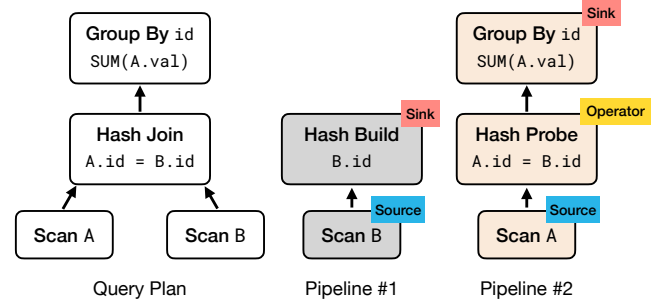 Group By id
SUM(A.val)
Hash Join
A.id = B.id
Scan A
Scan B
Query Plan
Sink
Hash Build
B.id
Source
Scan B
Pipeline #1
Sink
Group By id
SUM(A.val)
Operator
Hash Probe
A.id = B.id
Source
Scan A
Pipeline #2